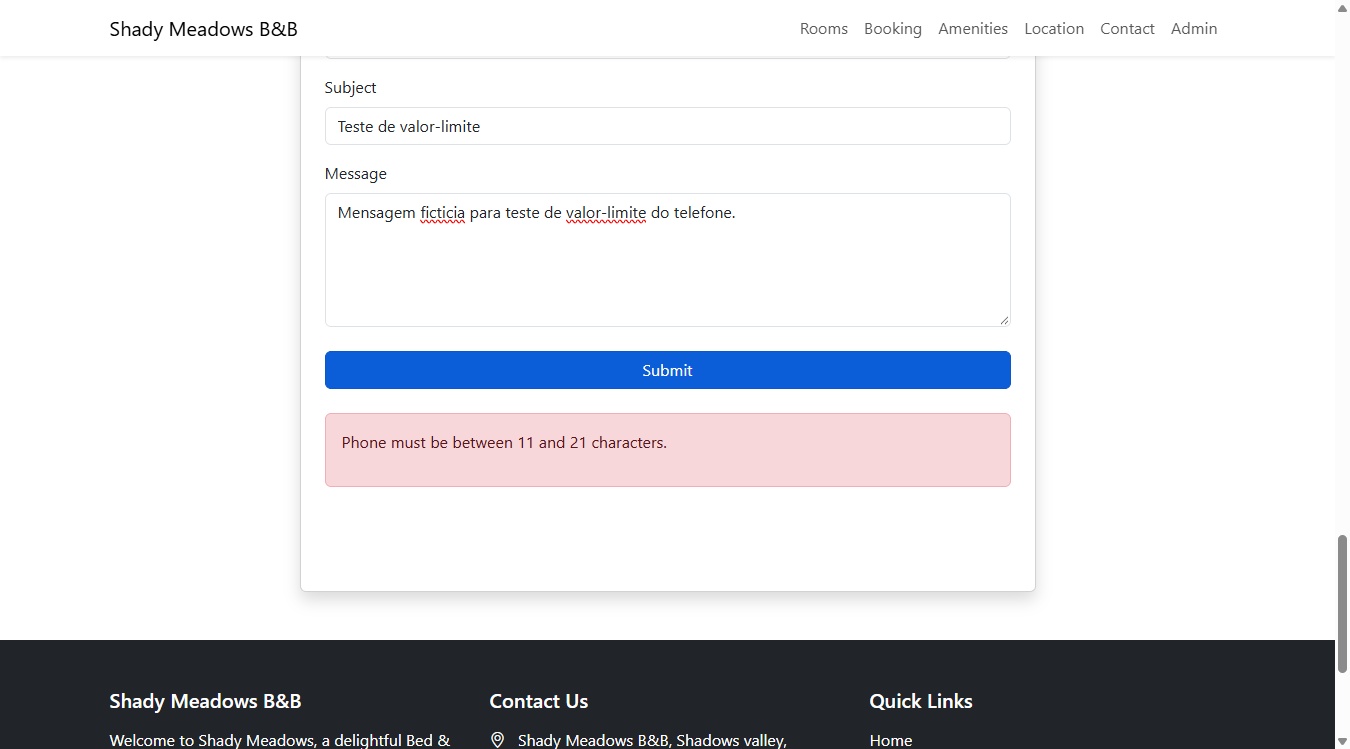 Shady Meadows B&B
Rooms
Booking
Amenities
Location
Contact
Admin
Subject
Teste de valor-limite
Message
Mensagem ficticia para teste de valor-limite do telefone.
Submit
Phone must be between 11 and 21 characters.
Shady Meadows B&B
Welcome to Shady Meadows, a delightful Bed &
Contact Us
Shady Meadows B&B, Shadows valley,
Quick Links
Home